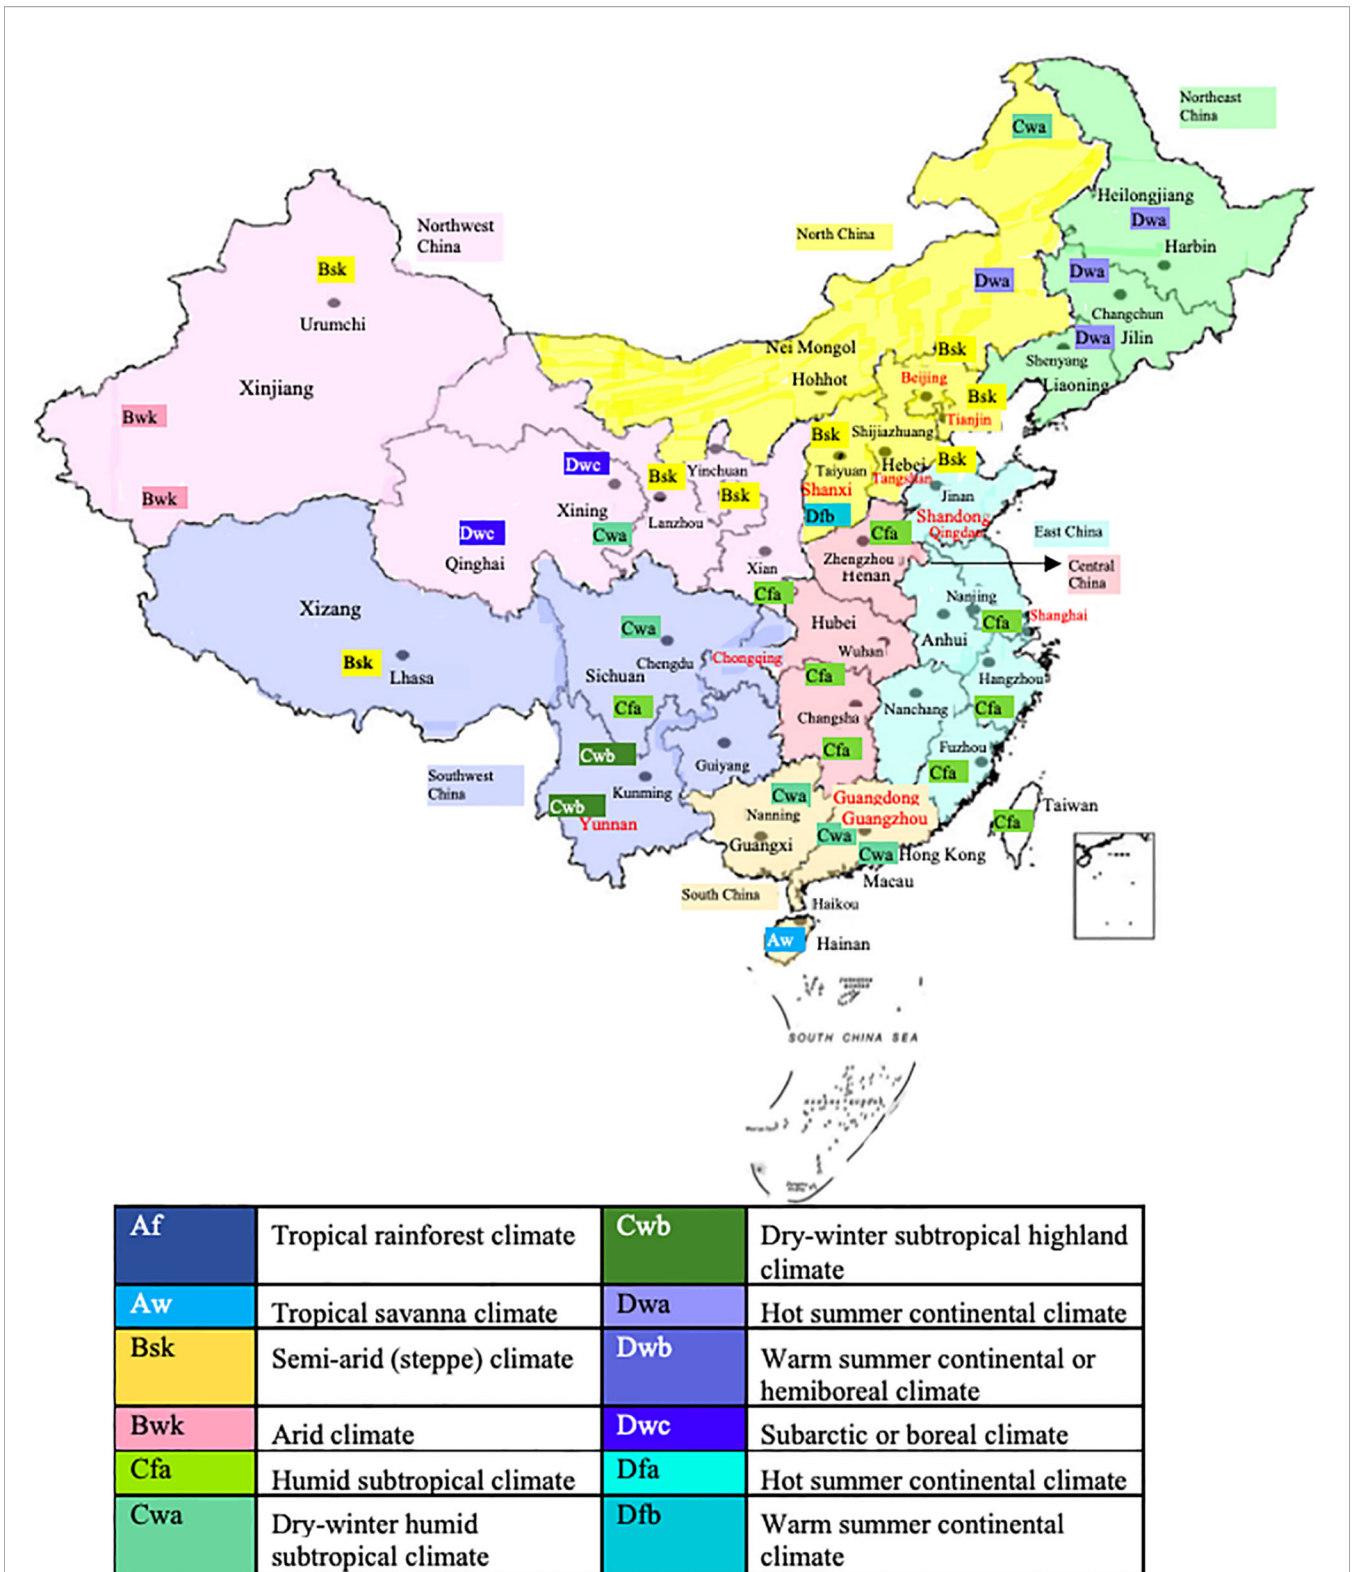 Northeast
China
Cwa
Heilongjiang
Dwa
Harbin
Northwest
China
North China
Bsk
Urumchi
Dwa
Dwa
Changchun
Dwa
Jilin
Shenyang
Liaoning
Nei Mongol
Bsk
Hohhot
Beijing
Bsk
Tianjin
Xinjiang
Bwk
Bwk
Bsk
Shijiazhuang
Taiyuan
Hebei
Bsk
Tangshan
Shanxi
Dfb
Jinan
Shandong
Qingdao
Dwc
Bsk
Yinchuan
Bsk
Xining
Lanzhou
Dwc
Cwa
Qinghai
Xian
Cfa
Zhengzhou
Henan
East China
Central
China
Cfa
Xizang
Bsk
Lhasa
Cwa
Chengdu
Sichuan
Chongqing
Cfa
Hubei
Wuhan
Cfa
Nanjing
Cfa
Shanghai
Anhui
Hangzhou
Cfa
Changsha
Nanchang
Cfa
Fuzhou
Cfa
Cwb
Guiyang
Kunming
Cwb
Yunnan
Southwest
China
Cwa
Guangdong
Nanning
Guangzhou
Cwa
Guangxi
Cwa
Hong Kong
Macau
Taiwan
Cfa
South China
Haikou
Aw
Hainan
SOUTH CHINA SEA
Af
Tropical rainforest climate
Cwb
Dry-winter subtropical highland
climate
Aw
Tropical savanna climate
Dwa
Hot summer continental climate
Bsk
Semi-arid (steppe) climate
Dwb
Warm summer continental or
hemiboreal climate
Bwk
Arid climate
Dwc
Subarctic or boreal climate
Cfa
Humid subtropical climate
Dfa
Hot summer continental climate
Cwa
Dry-winter humid
subtropical climate
Dfb
Warm summer continental
climate